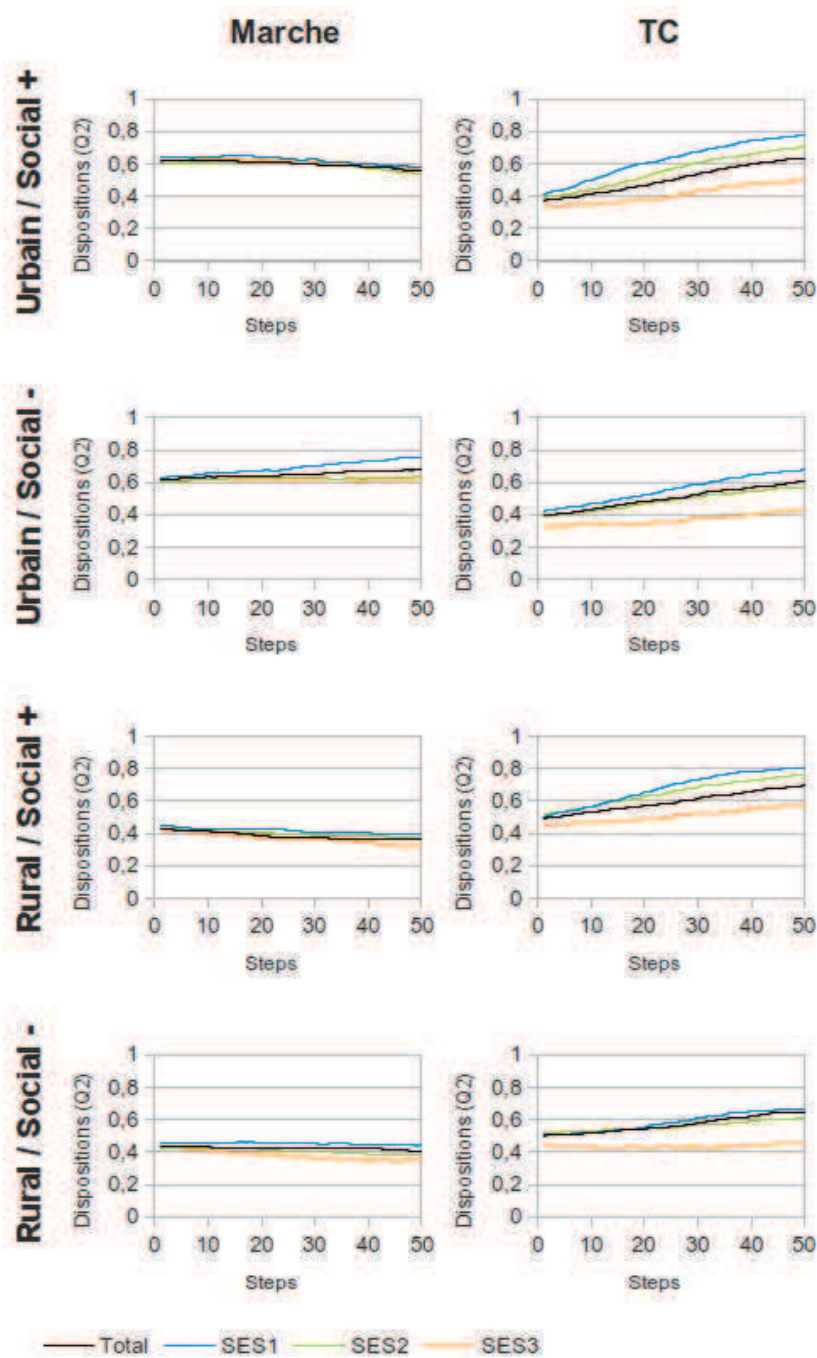 Marche TC
Urbain / Social +
Dispositions (Q2)
1
0,8
0,6
0,4
0,2
0
0 10 20 30 40 50
Steps
Dispositions (Q2)
1
0,8
0,6
0,4
0,2
0
0 10 20 30 40 50
Steps
Urbain / Social -
Dispositions (Q2)
1
0,8
0,6
0,4
0,2
0
0 10 20 30 40 50
Steps
Dispositions (Q2)
1
0,8
0,6
0,4
0,2
0
0 10 20 30 40 50
Steps
Rural / Social +
Dispositions (Q2)
1
0,8
0,6
0,4
0,2
0
0 10 20 30 40 50
Steps
Dispositions (Q2)
1
0,8
0,6
0,4
0,2
0
0 10 20 30 40 50
Steps
Rural / Social -
Dispositions (Q2)
1
0,8
0,6
0,4
0,2
0
0 10 20 30 40 50
Steps
Dispositions (Q2)
1
0,8
0,6
0,4
0,2
0
0 10 20 30 40 50
Steps
Total SES1 SES2 SES3